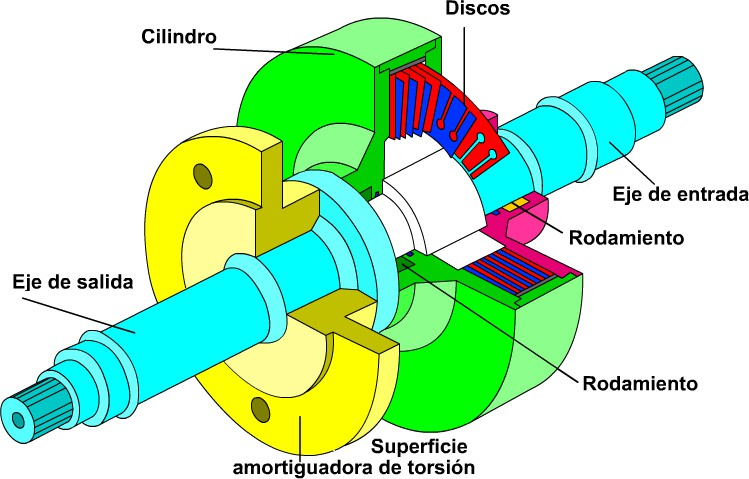 Discos
Cilindro
Eje de entrada
Rodamiento
Eje de salida
Rodamiento
Superficie
amortiguadora de torsión